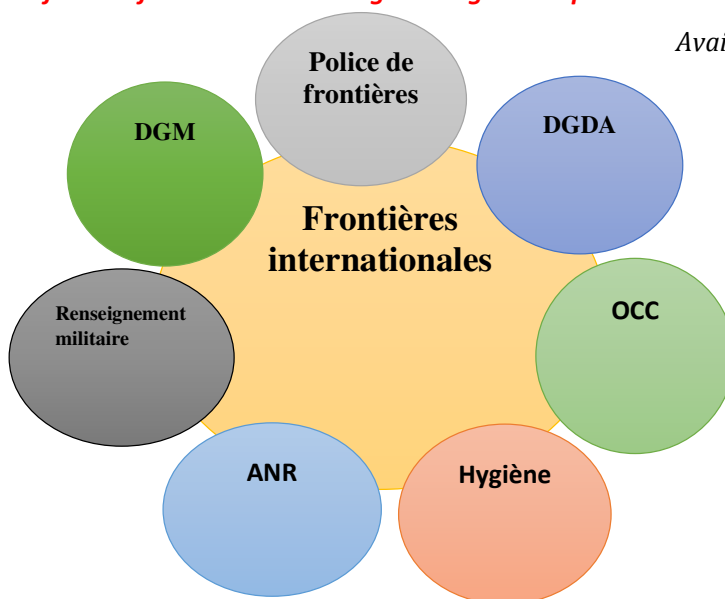 Police de
frontières
DGM
DGDA
Frontières
internationales
Renseignement
militaire
OCC
ANR
Hygiène